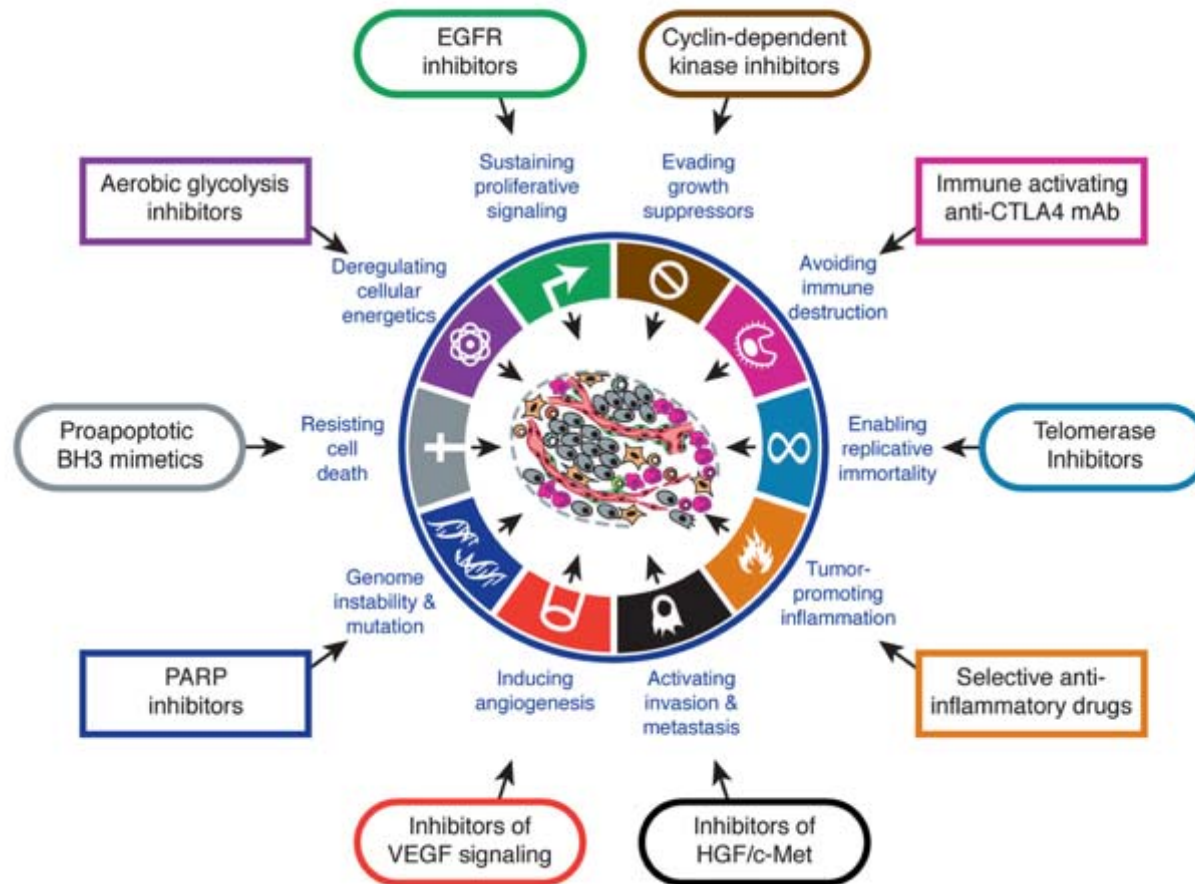 EGFR
inhibitors
Cyclin-dependent
kinase inhibitors
Sustaining
proliferative
signaling
Evading
growth
suppressors
Aerobic glycolysis
inhibitors
Immune activating
anti-CTLA4 mAb
Deregulating
cellular
energetics
Avoiding
immune
destruction
Proapoptotic
BH3 mimetics
Resisting
cell
death
Enabling
replicative
immortality
Telomerase
Inhibitors
Genome
instability &
mutation
Tumor-
promoting
inflammation
PARP
inhibitors
Inducing
angiogenesis
Activating
invasion &
metastasis
Selective anti-
inflammatory drugs
Inhibitors of
VEGF signaling
Inhibitors of
HGF/c-Met